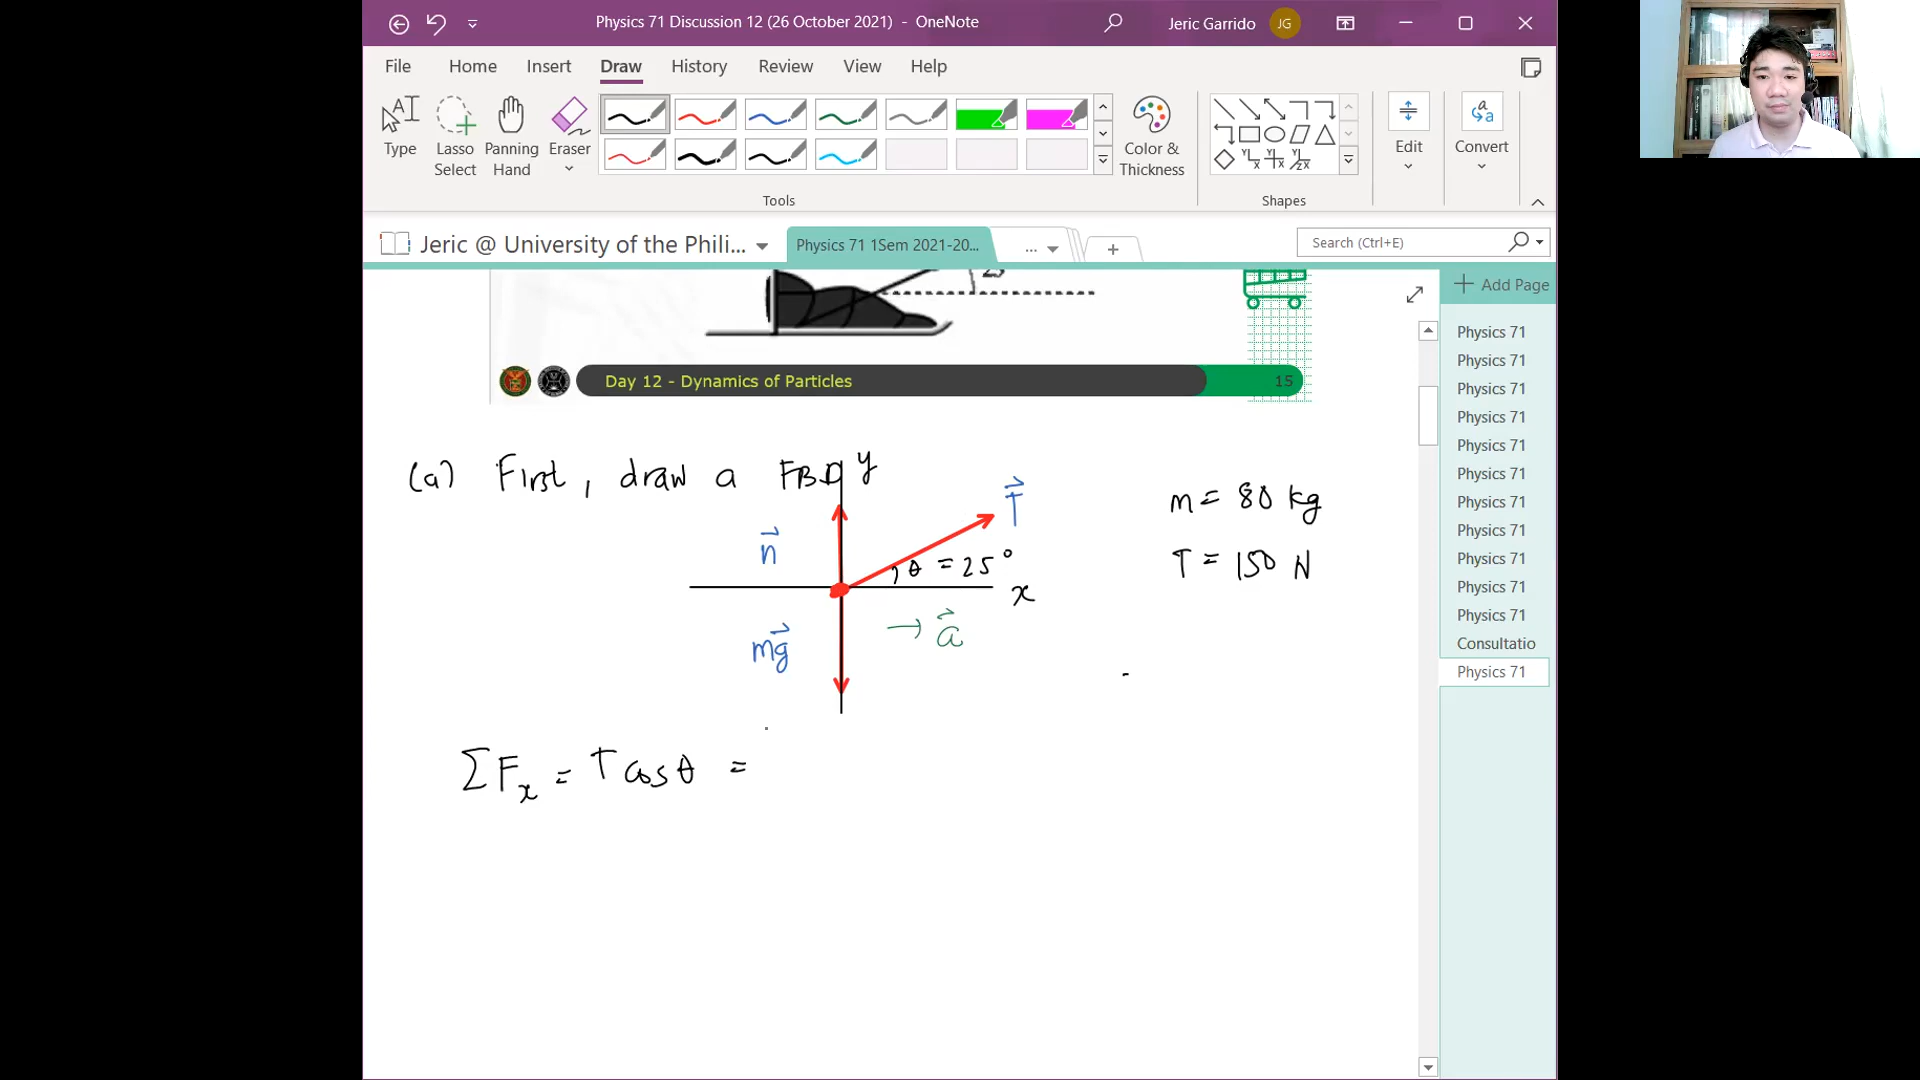 Physics 71 Discussion 12 (26 October 2021) - OneNote
Jeric Garrido
JG
File Home Insert Draw History Review View Help
Type
Lasso Select
Panning Hand
Eraser
Color & Thickness
Edit
Convert
Tools
Shapes
Jeric @ University of the Phili...
Physics 71 1Sem 2021-20...
...
Search (Ctrl+E)
Add Page
Physics 71
Physics 71
Physics 71
Physics 71
Physics 71
Physics 71
Physics 71
Physics 71
Physics 71
Physics 71
Physics 71
Consultatio
Physics 71
Day 12 - Dynamics of Particles
15
(a) First, draw a FBD
y
T⃗
n⃗
θ = 25°
x
mg⃗
→ a⃗
m = 80 kg
T = 150 N
ΣFₓ = T cosθ =